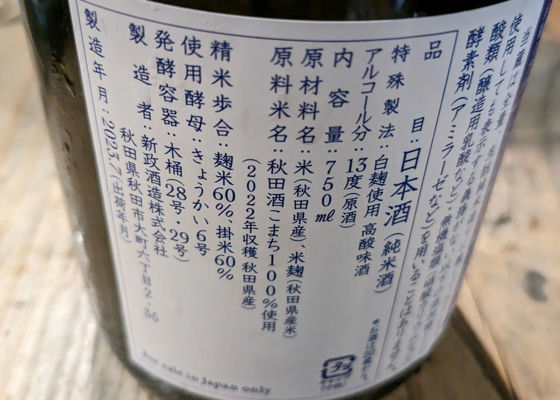 酸類(醸造用乳酸など)、無機塩類
酵素剤(アミラーゼなど)を用いることはありません。
品目:日本酒(純米酒)
特殊製法:白麹使用 高酸味酒
アルコール分:13度(原酒)
内容量:750㎖
原材料名:米(秋田県産)、米麹(秋田県産米)
原料米名:秋田酒こまち100%使用
(2022年収穫 秋田県産)
精米歩合:麹米60%、掛米60%
使用酵母:きょうかい6号
発酵容器:木桶(28号・29号)
製造者:新政酒造株式会社
秋田県秋田市大町六丁目2-35
製造年月:2023.7(出荷年月)
For sale in Japan only